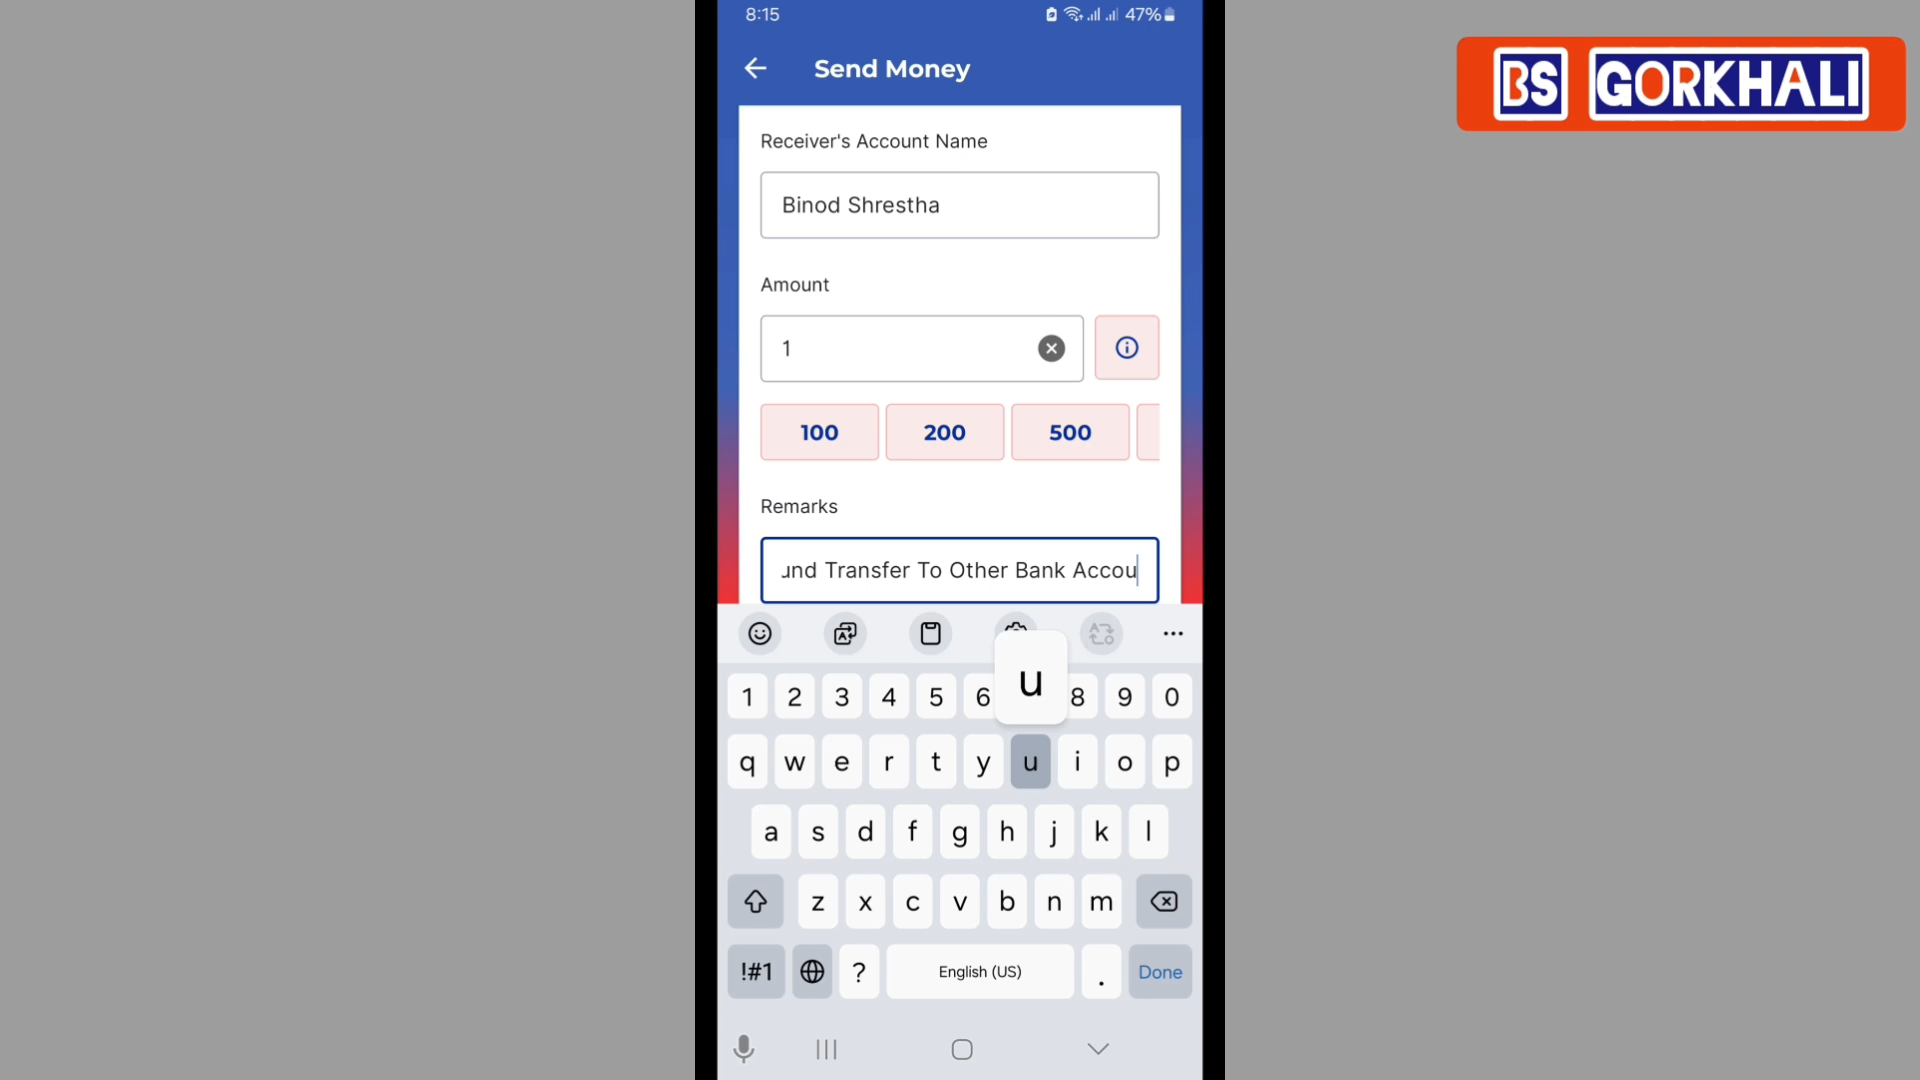 8:15
47%
BS GORKHALI
Send Money
Receiver's Account Name
Binod Shrestha
Amount
1
100 200 500
Remarks
und Transfer To Other Bank Accou
u
1 2 3 4 5 6 8 9 0
q w e r t y u i o p
a s d f g h j k l
z x c v b n m
!#1 ? English (US) . Done